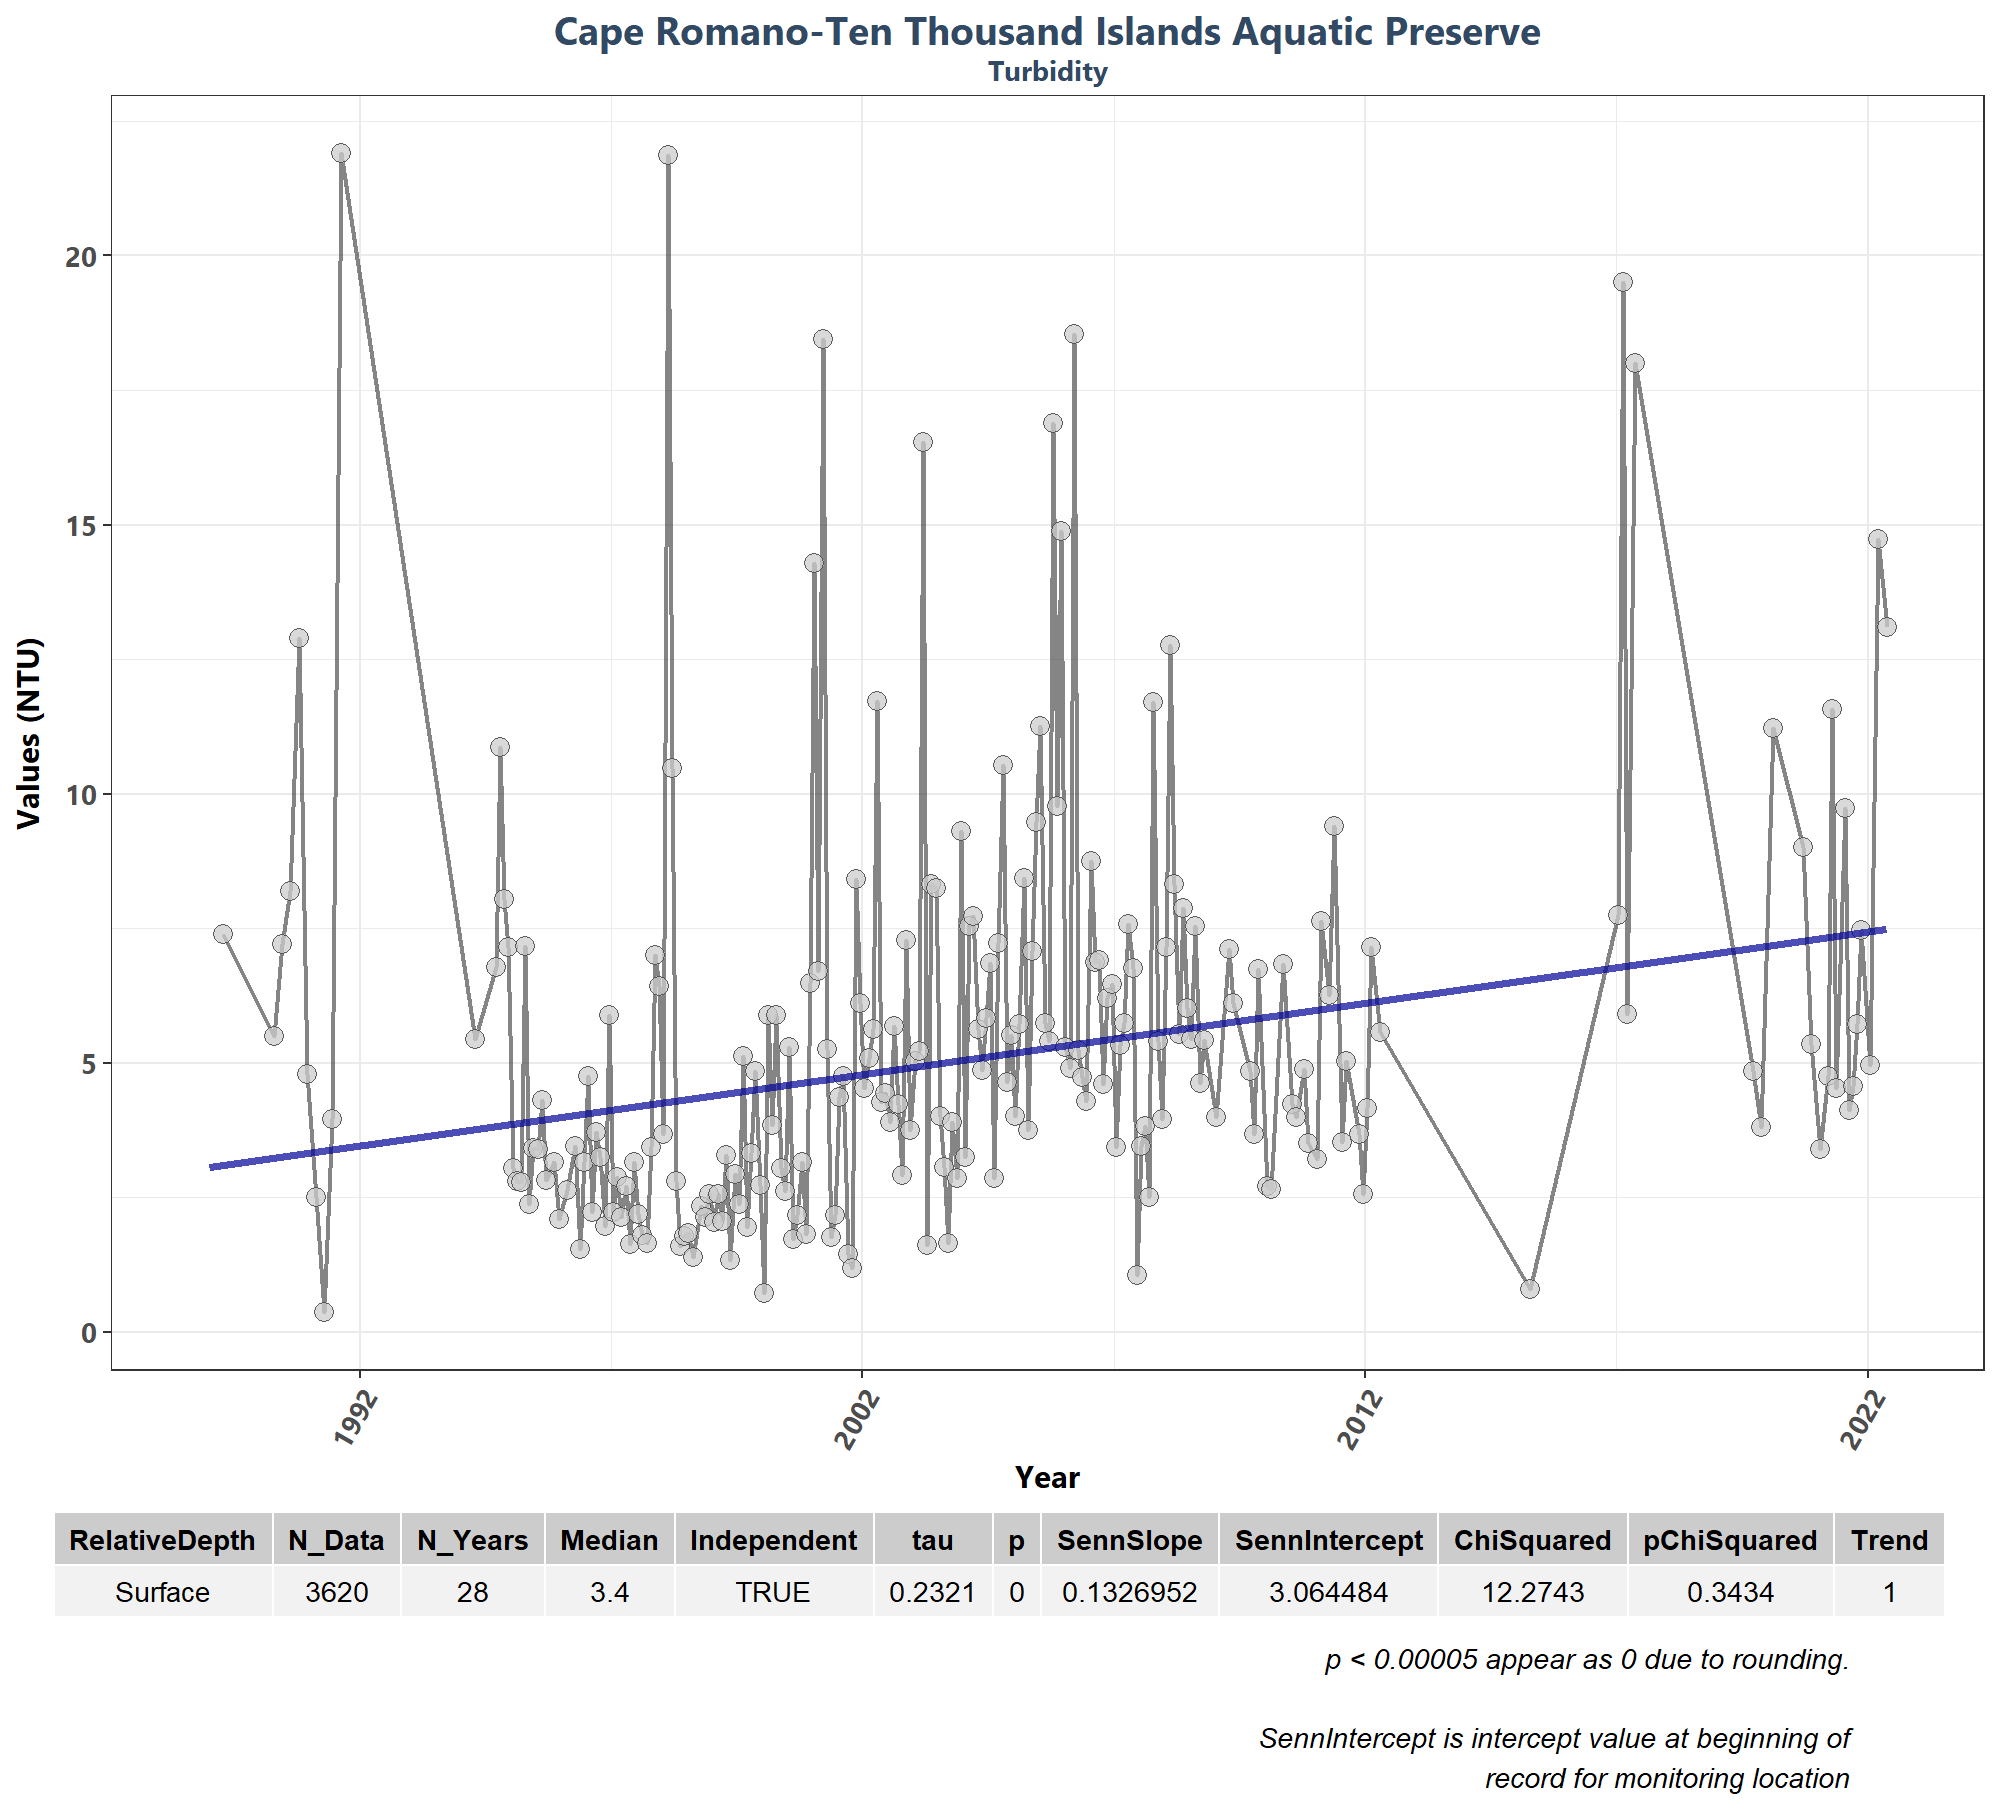 Cape Romano-Ten Thousand Islands Aquatic Preserve
Turbidity
Values (NTU)
20
15
10
5
0
1992
2002
2012
2022
Year
RelativeDepth N_Data N_Years Median Independent tau p SennSlope SennIntercept ChiSquared pChiSquared Trend
Surface 3620 28 3.4 TRUE 0.2321 0 0.1326952 3.064484 12.2743 0.3434 1
p < 0.00005 appear as 0 due to rounding.
SennIntercept is intercept value at beginning of
record for monitoring location